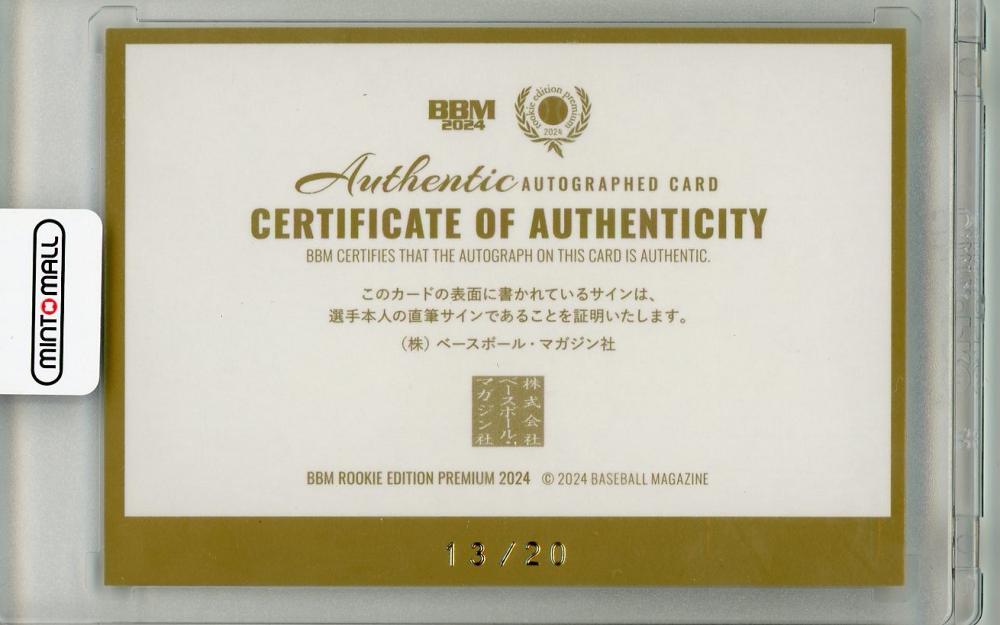 BBM
2024
rookie edition premium
2024
Authentic AUTOGRAPHED CARD
CERTIFICATE OF AUTHENTICITY
BBM CERTIFIES THAT THE AUTOGRAPH ON THIS CARD IS AUTHENTIC.
このカードの表面に書かれているサインは、
選手本人の直筆サインであることを証明いたします。
(株) ベースボール・マガジン社
株式会社
ベースボール・
マガジン社
BBM ROOKIE EDITION PREMIUM 2024 © 2024 BASEBALL MAGAZINE
13/20
MINTOMALL